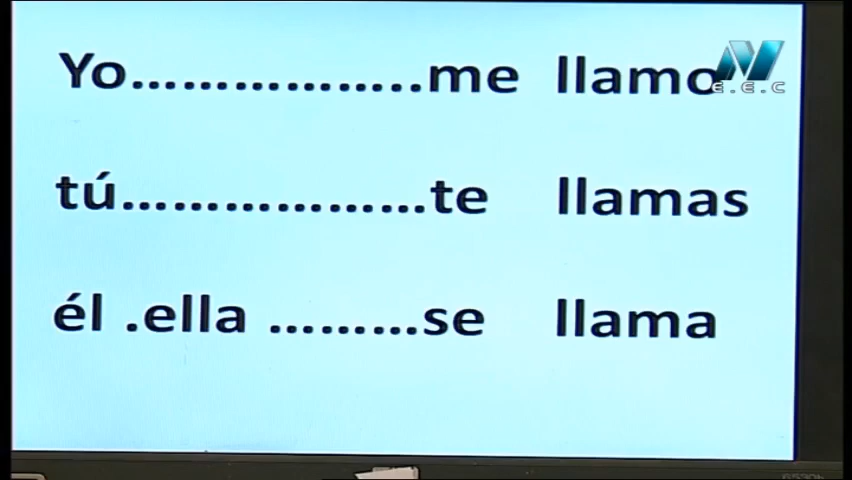 Yo……………….me llamo
tú………………te llamas
él .ella ………se llama
E.E.C